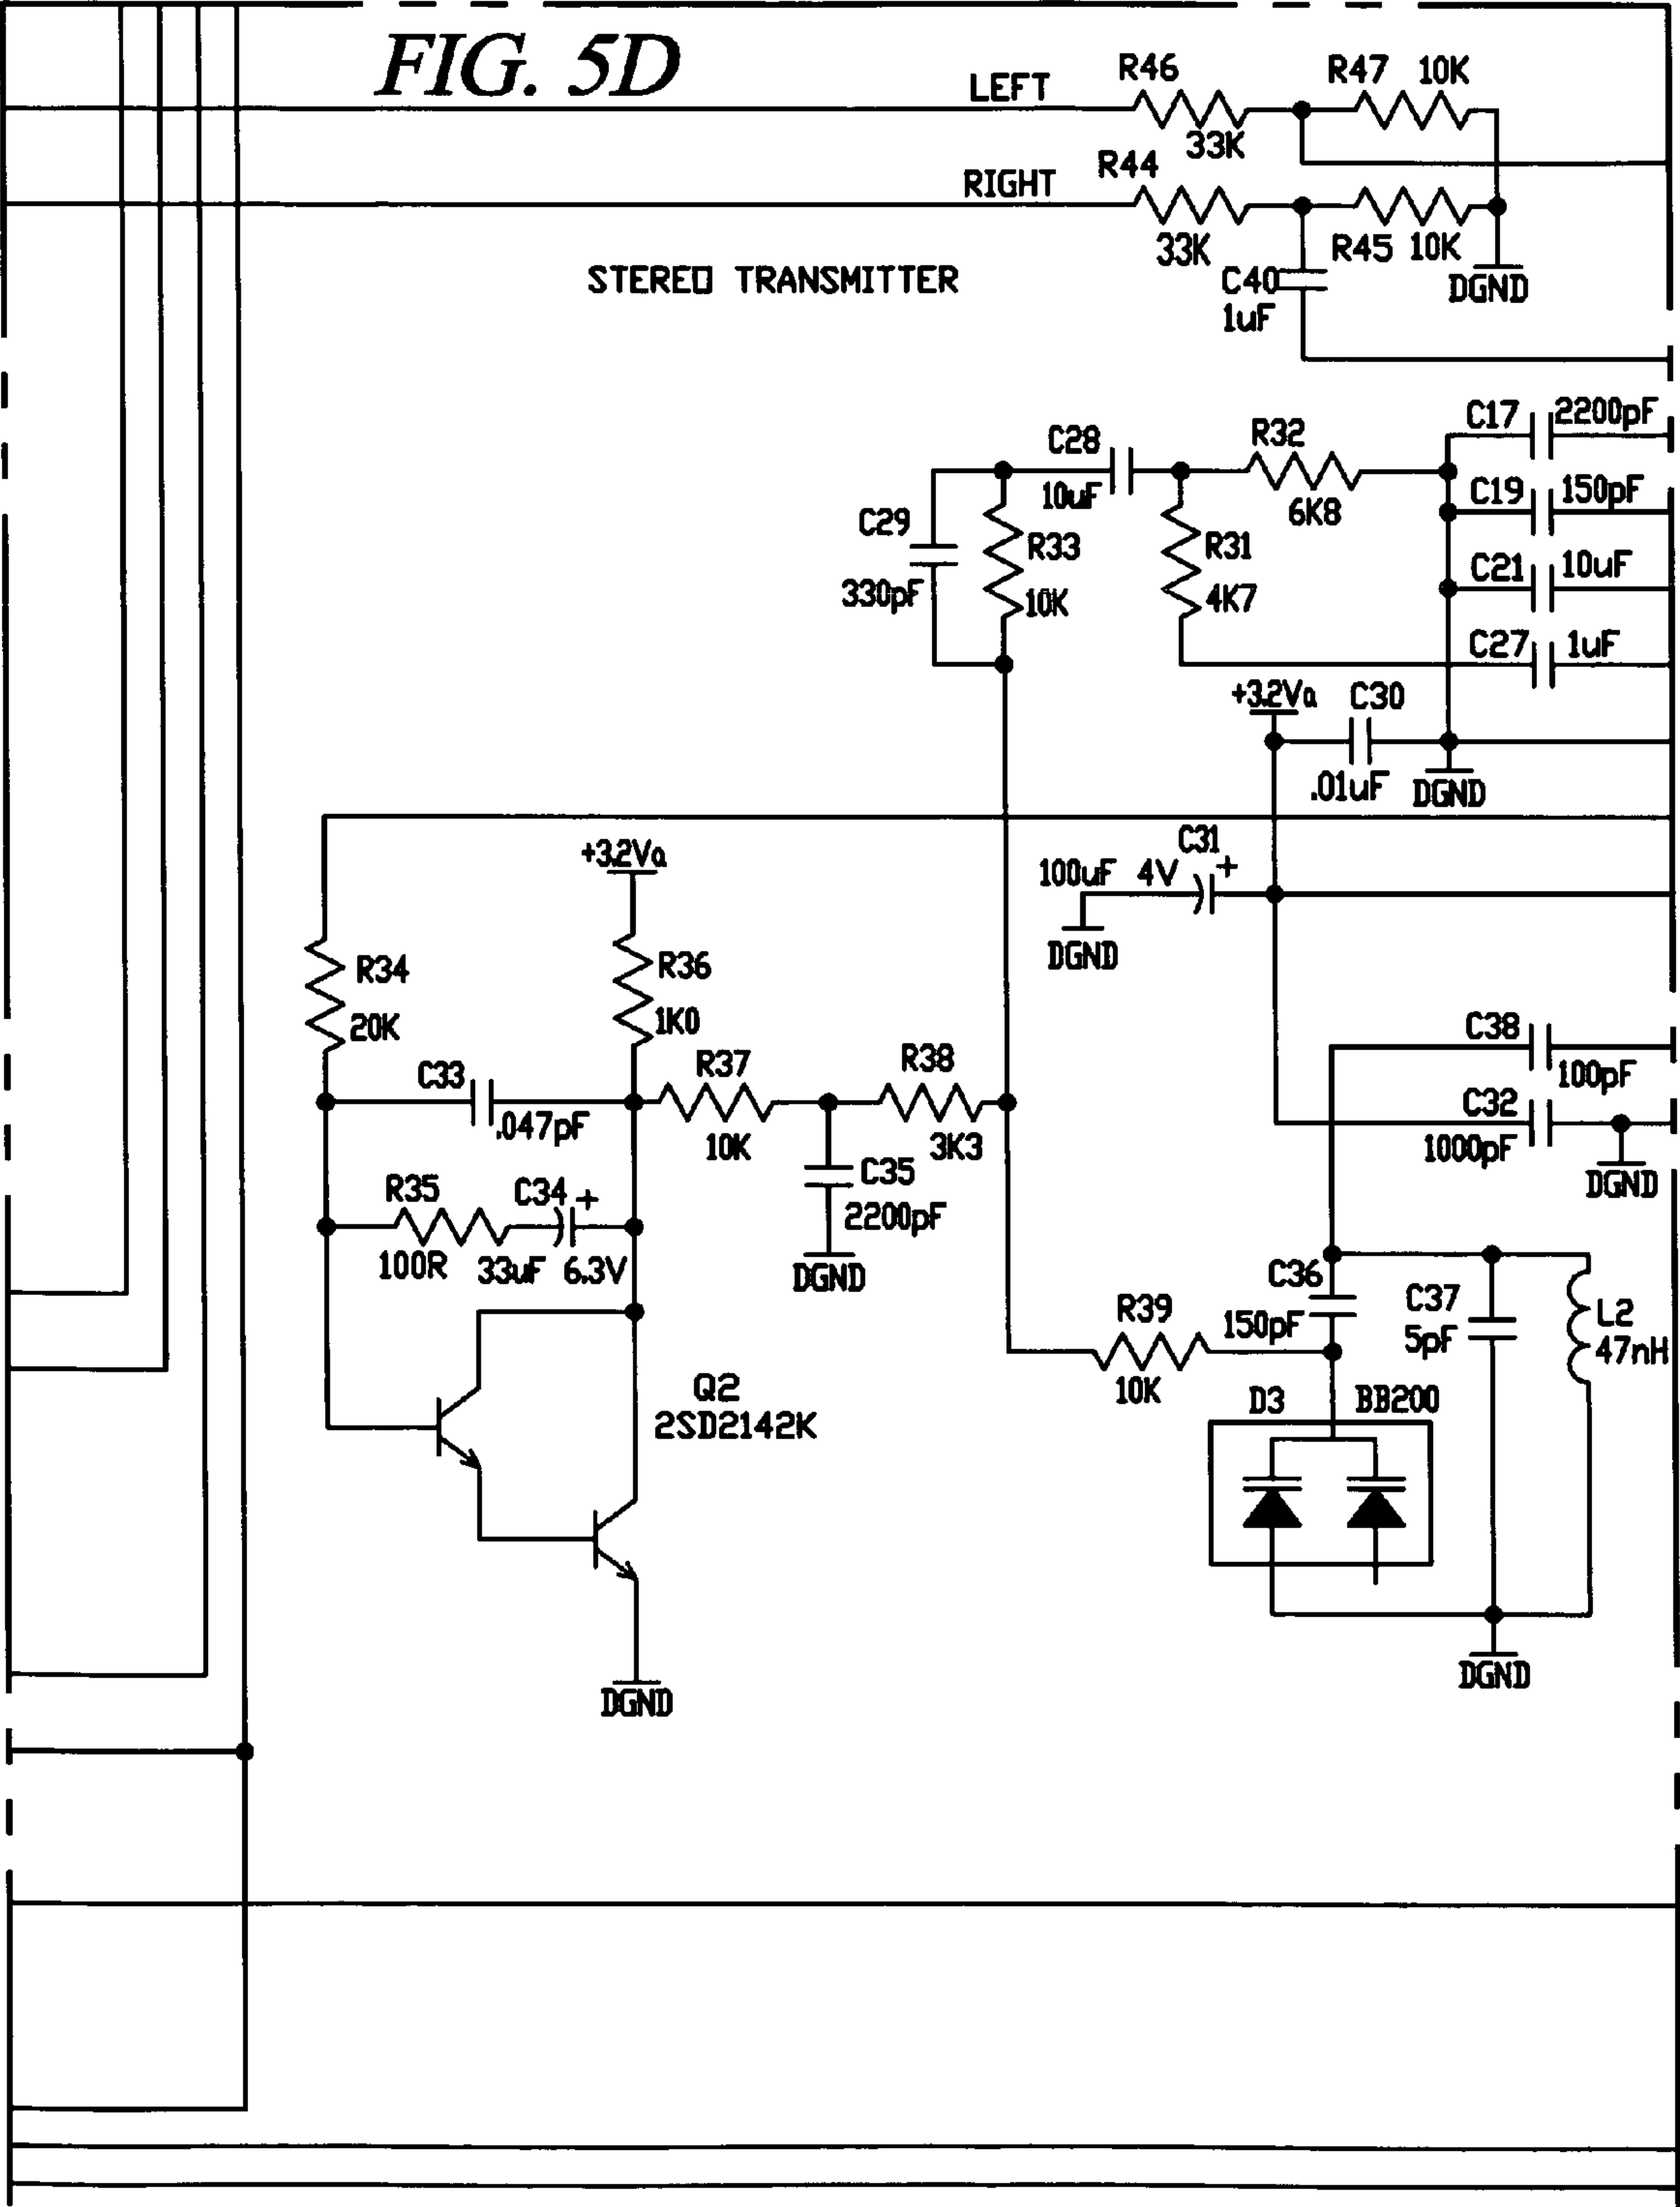 FIG. 5D
LEFT
R46
33K
R47 10K
RIGHT
R44
33K
R45 10K
DGND
STEREO TRANSMITTER
C40
1uF
C17 2200pF
C28
10uF
R32
6K8
C19 150pF
C29
330pF
R33
10K
R31
4K7
C21 10uF
C27 1uF
+3.2Va
C30
.01uF
DGND
+3.2Va
C31
100uF 4V +
DGND
R34
20K
R36
1K0
C38
100pF
C33
.047pF
R37
10K
R38
3K3
C32
1000pF
DGND
C35
2200pF
DGND
R35
100R
C34 +
33uF 6.3V
C36
150pF
C37
5pF
L2
47nH
R39
10K
Q2
2SD2142K
D3 BB200
DGND
DGND